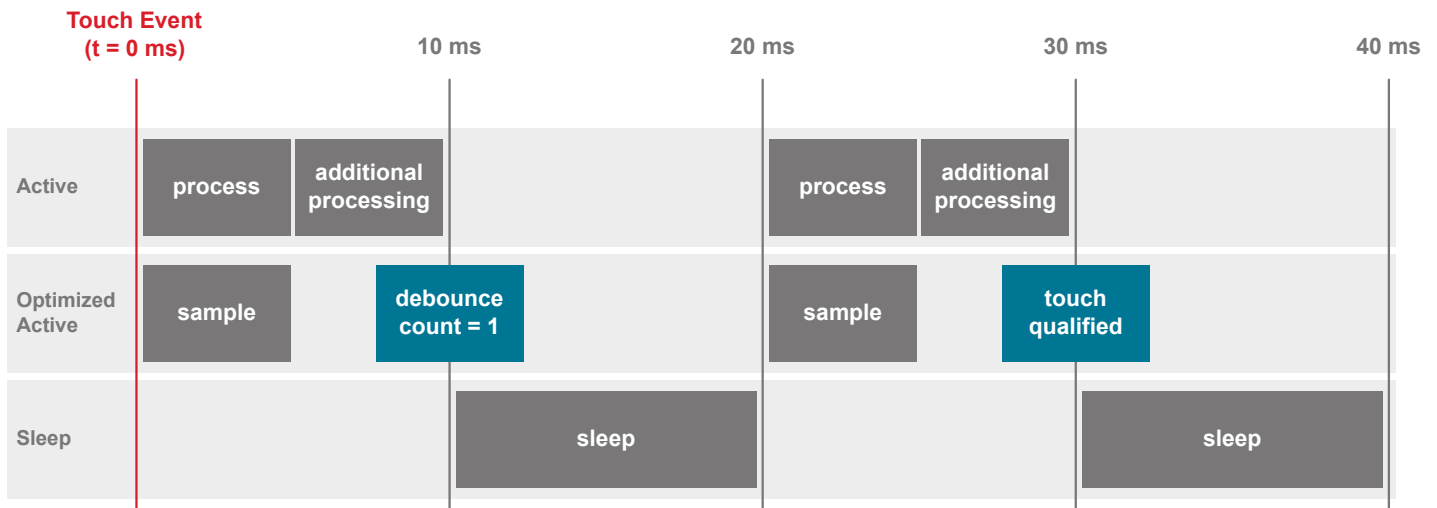 Touch Event
(t = 0 ms)
10 ms
20 ms
30 ms
40 ms
Active
process
additional
processing
process
additional
processing
Optimized
Active
sample
debounce
count = 1
sample
touch
qualified
Sleep
sleep
sleep